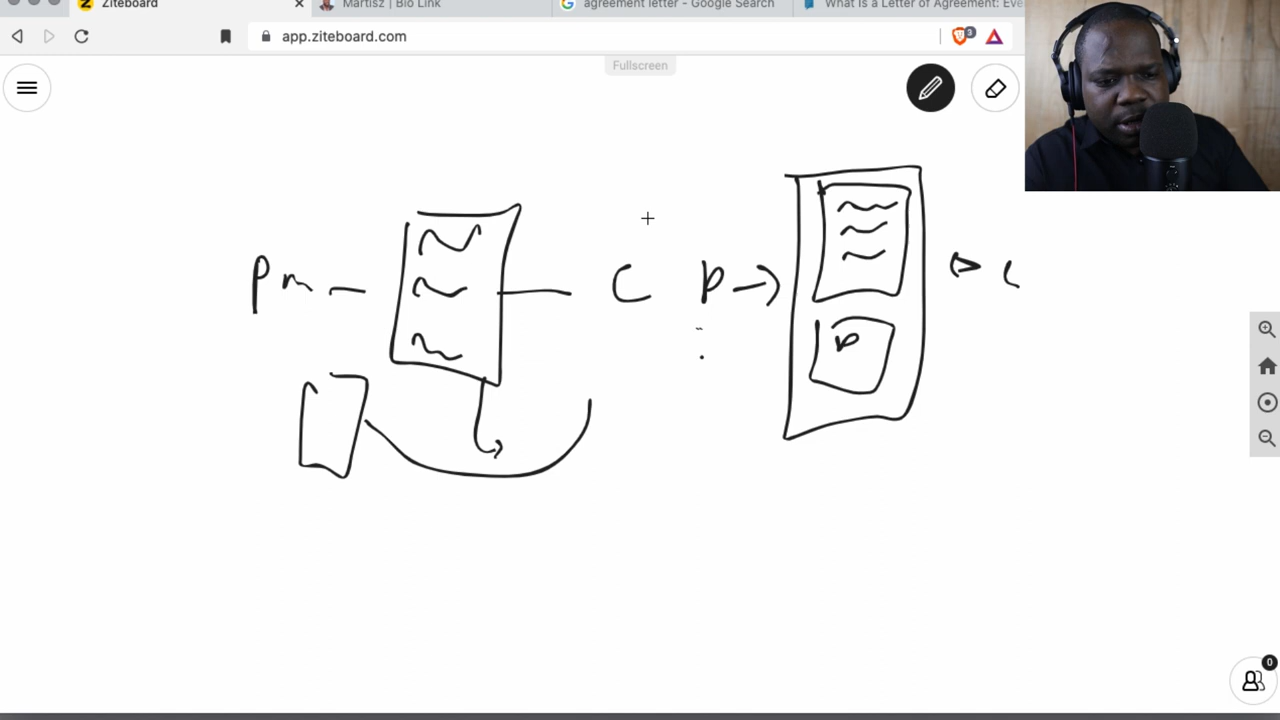 Ziteboard
Martisz | Bio Link
agreement letter - Google Search
What Is a Letter of Agreement: Eve
app.ziteboard.com
3
Fullscreen
Pm
C
P
C
P
0